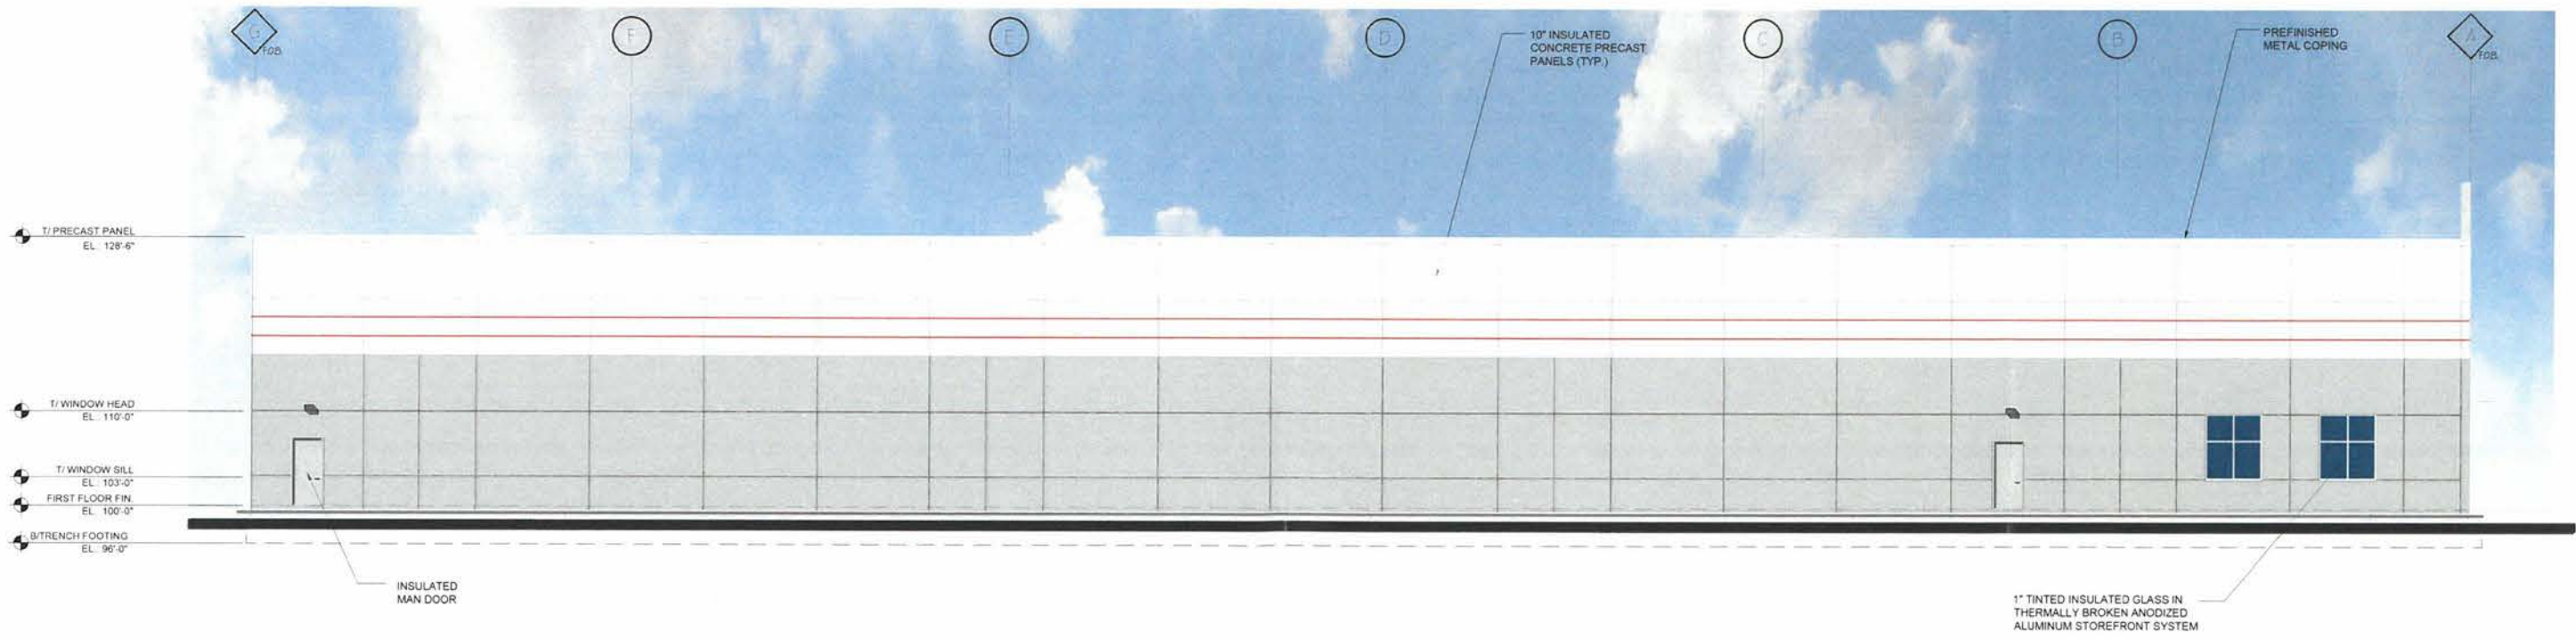 G
F.O.B.
F
E
D
10" INSULATED
CONCRETE PRECAST
PANELS (TYP.)
C
B
PREFINISHED
METAL COPING
A
F.O.B.
T/ PRECAST PANEL
EL.: 128'-6"
T/ WINDOW HEAD
EL.: 110'-0"
T/ WINDOW SILL
EL.: 103'-0"
FIRST FLOOR FIN.
EL.: 100'-0"
B/TRENCH FOOTING
EL.: 96'-0"
INSULATED
MAN DOOR
1" TINTED INSULATED GLASS IN
THERMALLY BROKEN ANODIZED
ALUMINUM STOREFRONT SYSTEM